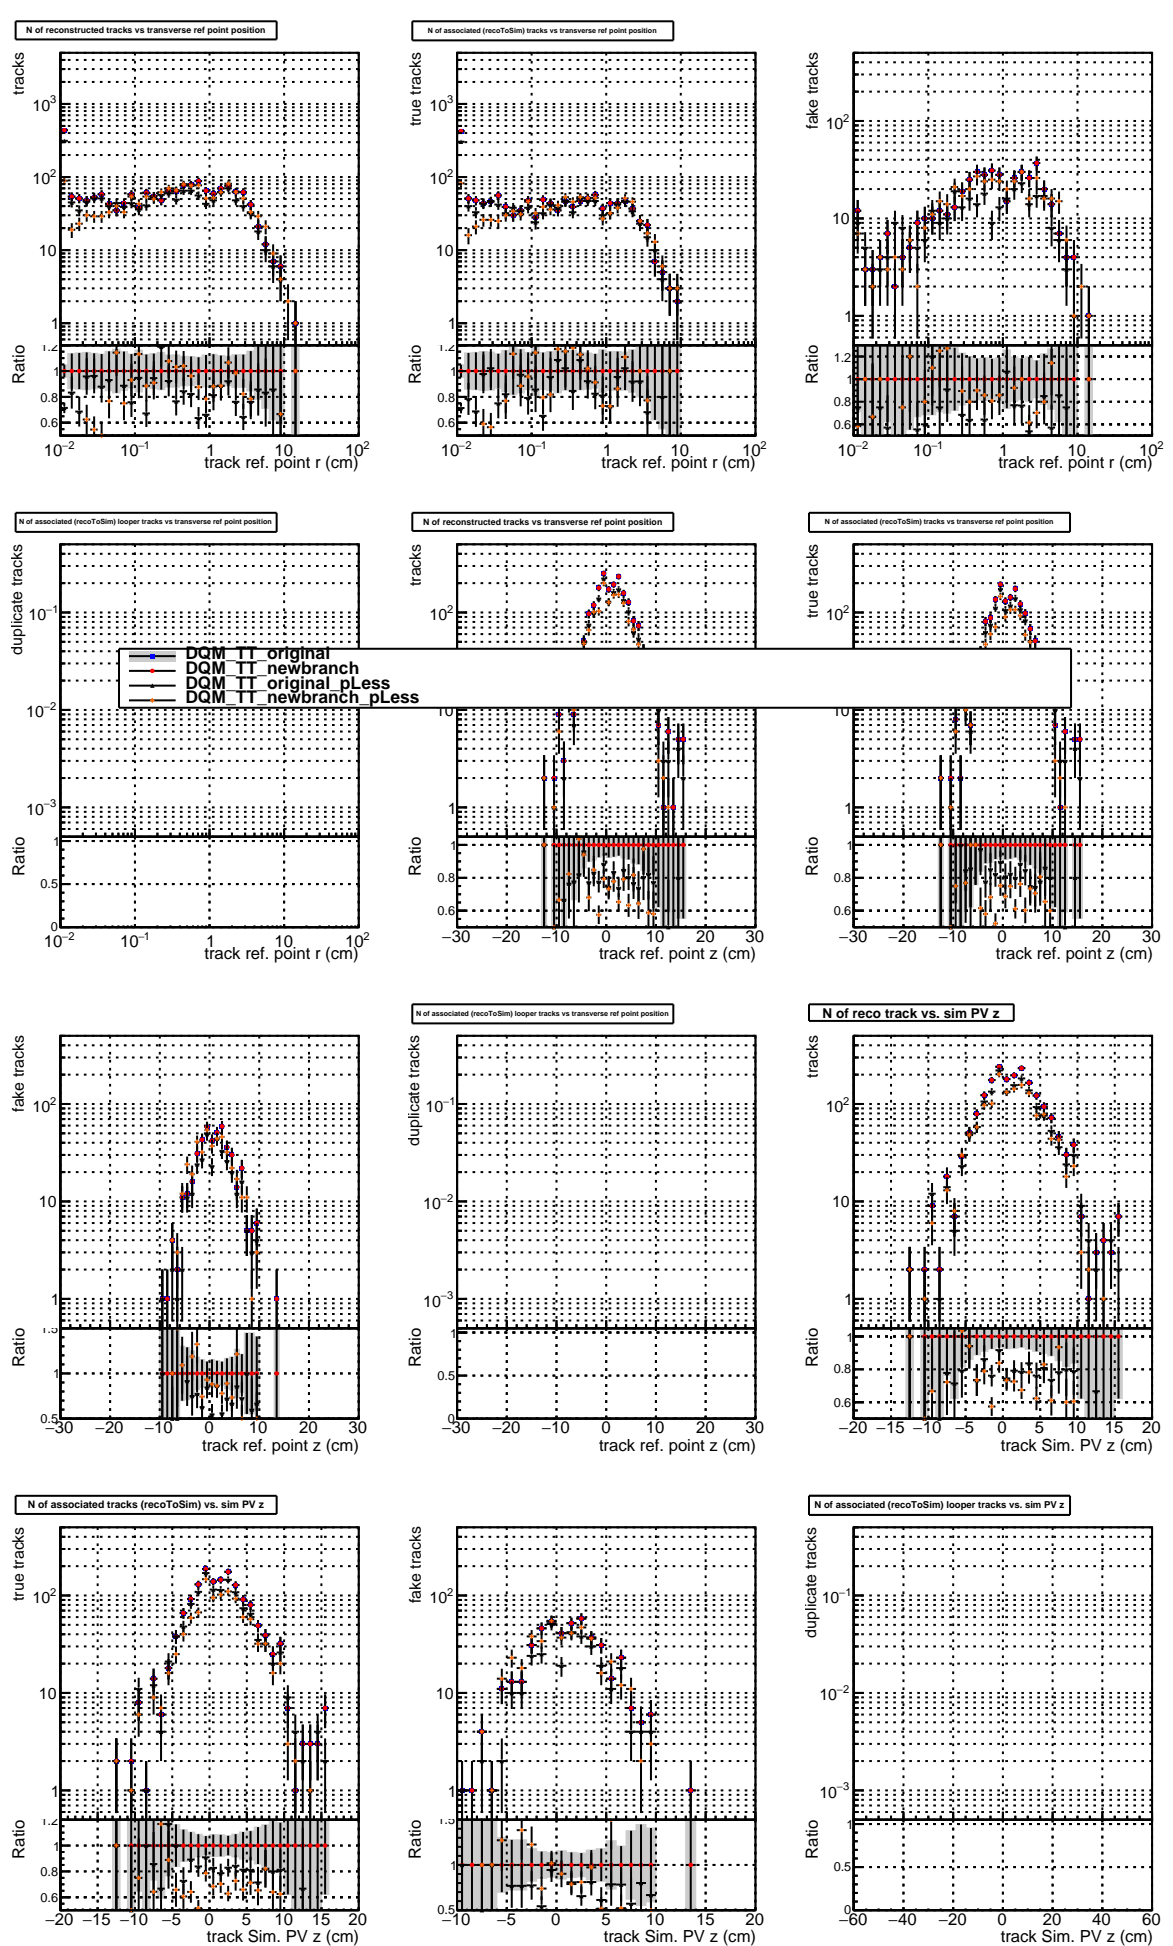 N of reconstructed tracks vs transverse ref point position
tracks
10³
10²
10
1
Ratio
1.2
1
0.8
0.6
10⁻² 10⁻¹ 1 10 10²
track ref. point r (cm)
N of associated (recoToSim) tracks vs transverse ref point position
true tracks
10³
10²
10
1
Ratio
1.2
1
0.8
0.6
10⁻² 10⁻¹ 1 10 10²
track ref. point r (cm)
fake tracks
10²
10
1
Ratio
1.2
1
0.8
0.6
10⁻² 10⁻¹ 1 10 10²
track ref. point r (cm)
N of associated (recoToSim) looper tracks vs transverse ref point position
duplicate tracks
10⁻¹
10⁻²
10⁻³
Ratio
1
0.5
0
10⁻² 10⁻¹ 1 10 10²
track ref. point r (cm)
N of reconstructed tracks vs transverse ref point position
tracks
10²
10
1
Ratio
1
0.8
0.6
−30 −20 −10 0 10 20 30
track ref. point z (cm)
N of associated (recoToSim) tracks vs transverse ref point position
true tracks
10²
10
1
Ratio
1
0.8
0.6
−30 −20 −10 0 10 20 30
track ref. point z (cm)
DQM_TT_original
DQM_TT_newbranch
DQM_TT_original_pLess
DQM_TT_newbranch_pLess
fake tracks
10²
10
1
Ratio
1.5
1
0.5
−30 −20 −10 0 10 20 30
track ref. point z (cm)
N of associated (recoToSim) looper tracks vs transverse ref point position
duplicate tracks
10⁻¹
10⁻²
10⁻³
Ratio
1
0.5
0
−30 −20 −10 0 10 20 30
track ref. point z (cm)
N of reco track vs. sim PV z
tracks
10²
10
1
Ratio
1
0.8
0.6
−20 −15 −10 −5 0 5 10 15 20
track Sim. PV z (cm)
N of associated tracks (recoToSim) vs. sim PV z
true tracks
10²
10
1
Ratio
1.2
1
0.8
0.6
−20 −15 −10 −5 0 5 10 15 20
track Sim. PV z (cm)
fake tracks
10²
10
1
Ratio
1.5
1
0.5
−10 −5 0 5 10 15 20
track Sim. PV z (cm)
N of associated (recoToSim) looper tracks vs. sim PV z
duplicate tracks
10⁻¹
10⁻²
10⁻³
Ratio
1
0.5
0
−60 −40 −20 0 20 40 60
track Sim. PV z (cm)